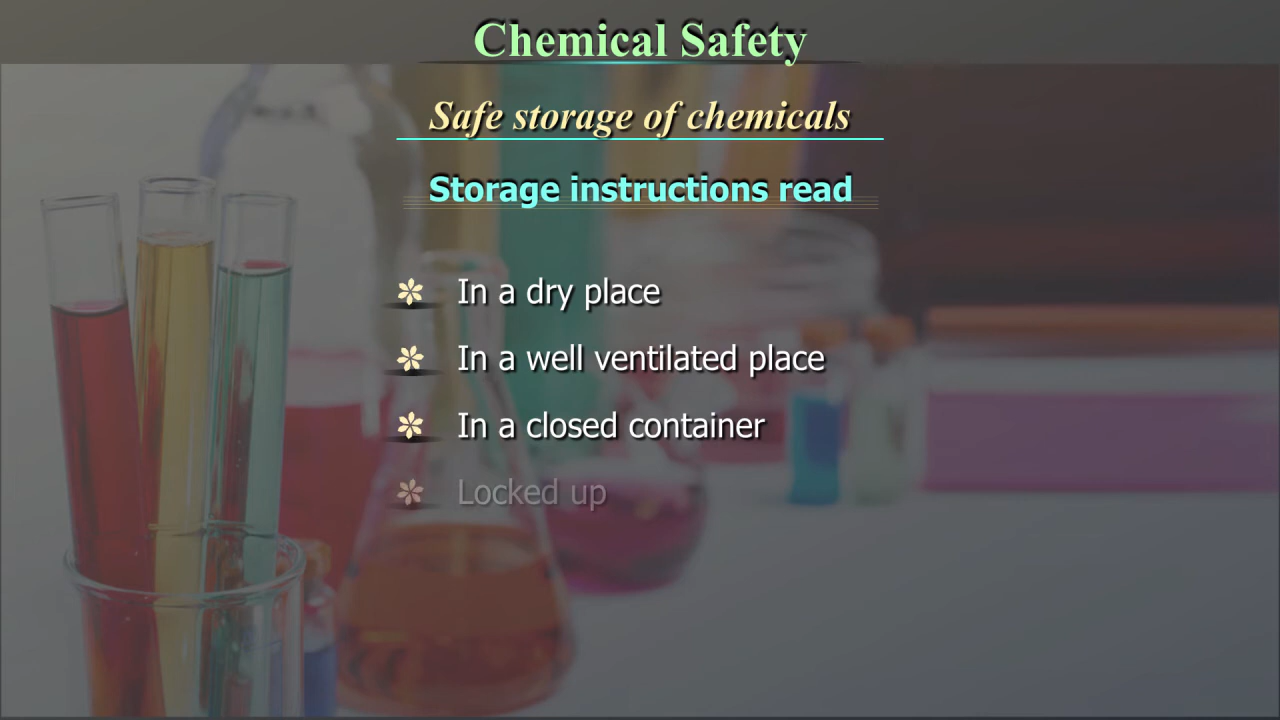 Chemical Safety
Safe storage of chemicals
Storage instructions read
In a dry place
In a well ventilated place
In a closed container
Locked up